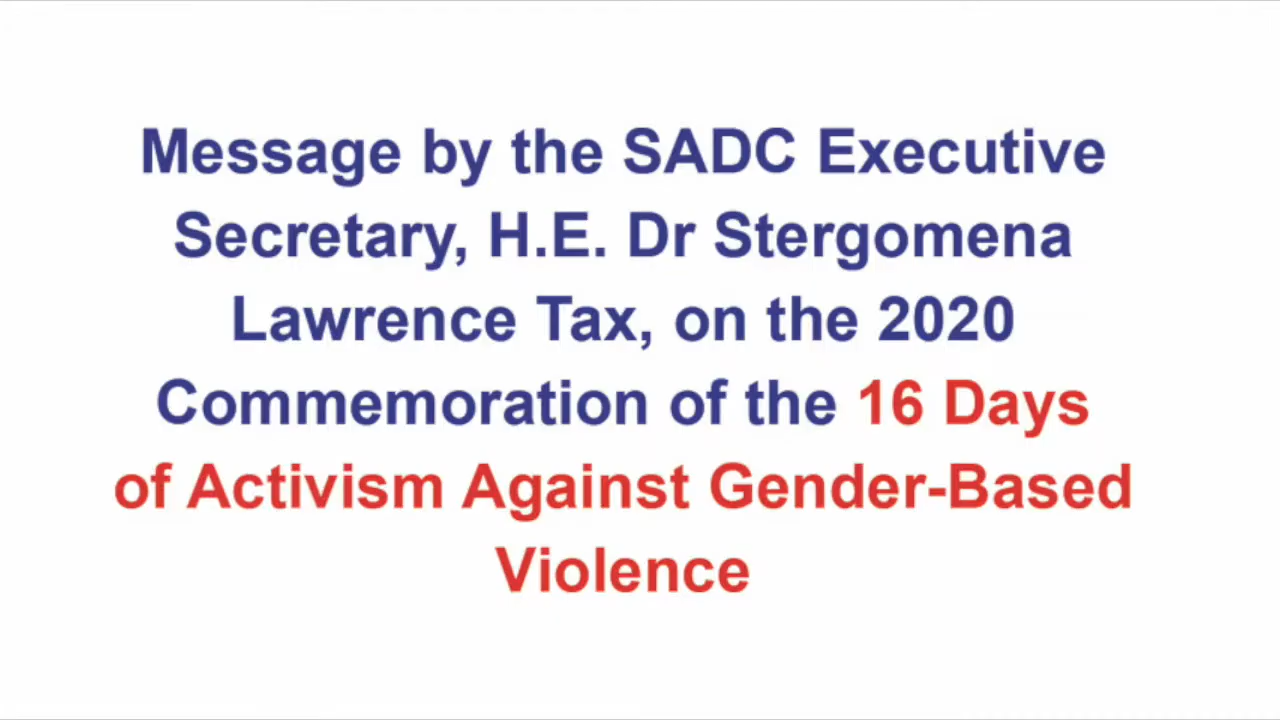 Message by the SADC Executive
Secretary, H.E. Dr Stergomena
Lawrence Tax, on the 2020
Commemoration of the 16 Days
of Activism Against Gender-Based
Violence